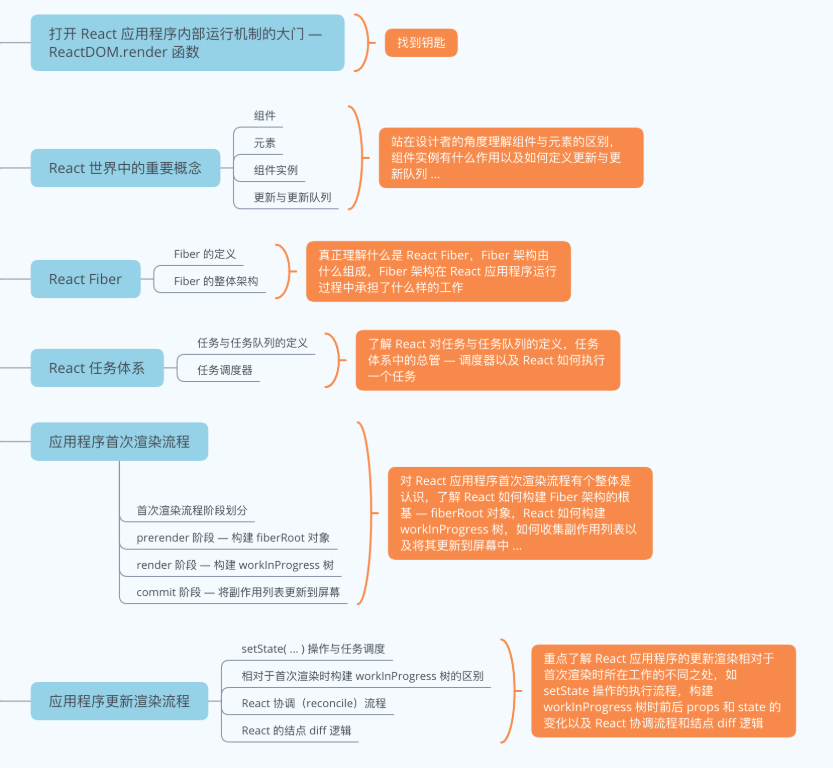 打开 React 应用程序内部运行机制的大门 —
ReactDOM.render 函数
找到钥匙
React 世界中的重要概念
组件
元素
组件实例
更新与更新队列
站在设计者的角度理解组件与元素的区别，
组件实例有什么作用以及如何定义更新与更
新队列 ...
React Fiber
Fiber 的定义
Fiber 的整体架构
真正理解什么是 React Fiber，Fiber 架构由
什么组成，Fiber 架构在 React 应用程序运行
过程中承担了什么样的工作
React 任务体系
任务与任务队列的定义
任务调度器
了解 React 对任务与任务队列的定义，任务
体系中的总管 — 调度器以及 React 如何执行
一个任务
应用程序首次渲染流程
首次渲染流程阶段划分
prerender 阶段 — 构建 fiberRoot 对象
render 阶段 — 构建 workInProgress 树
commit 阶段 — 将副作用列表更新到屏幕
对 React 应用程序首次渲染流程有个整体是
认识，了解 React 如何构建 Fiber 架构的根
基 — fiberRoot 对象，React 如何构建
workInProgress 树，如何收集副作用列表以
及将其更新到屏幕中 ...
应用程序更新渲染流程
setState( ... ) 操作与任务调度
相对于首次渲染时构建 workInProgress 树的区别
React 协调（reconcile）流程
React 的结点 diff 逻辑
重点了解 React 应用程序的更新渲染相对于
首次渲染时所在工作的不同之处，如
setState 操作的执行流程，构建
workInProgress 树时前后 props 和 state 的
变化以及 React 协调流程和结点 diff 逻辑